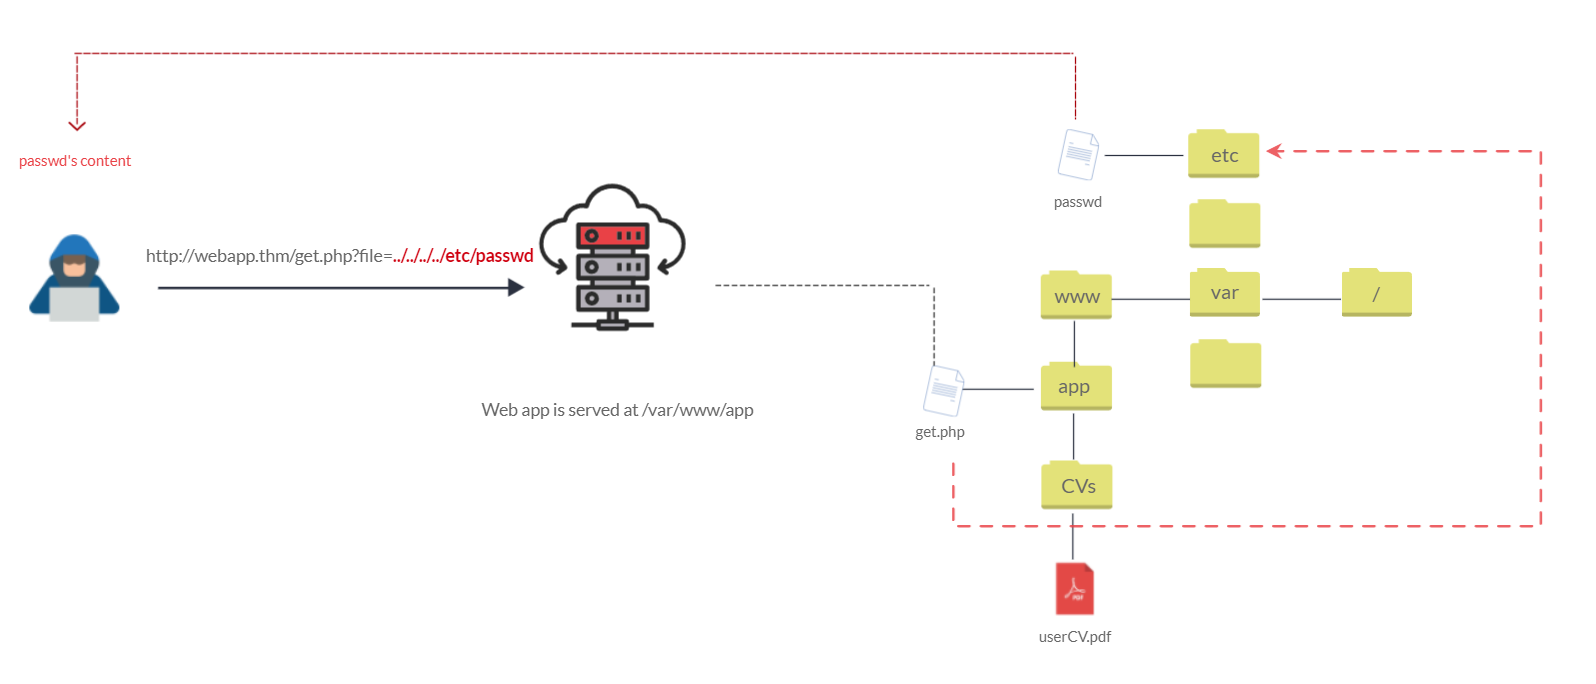 passwd's content
etc
passwd
http://webapp.thm/get.php?file=../../../../etc/passwd
www
var
/
app
Web app is served at /var/www/app
get.php
CVs
userCV.pdf